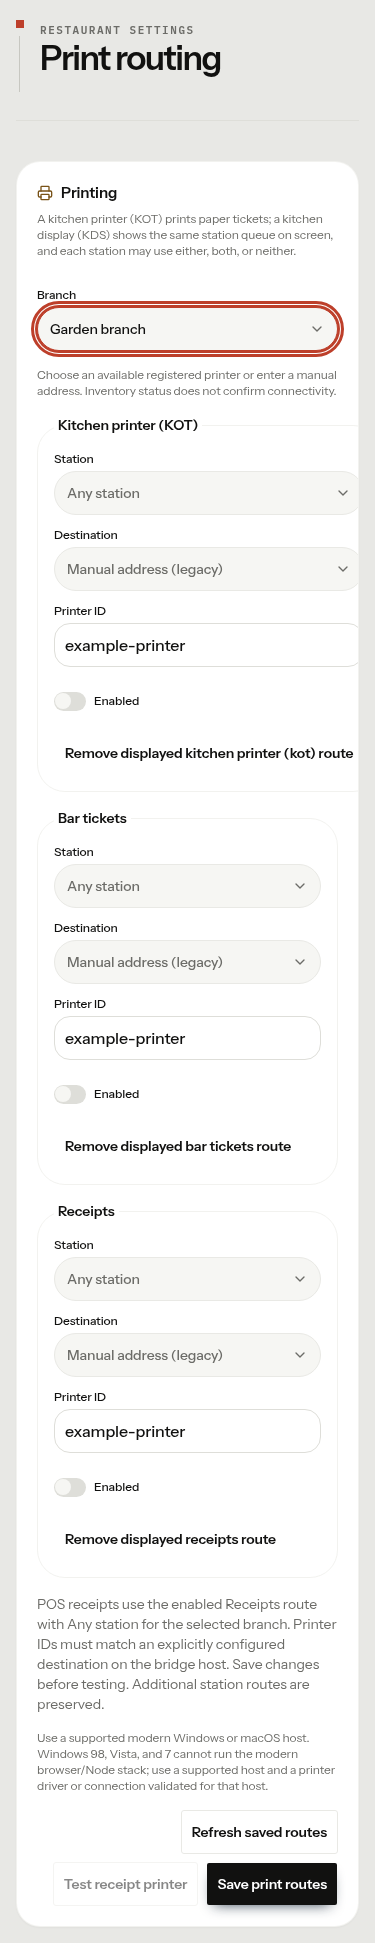 RESTAURANT SETTINGS
Print routing
Printing
A kitchen printer (KOT) prints paper tickets; a kitchen
display (KDS) shows the same station queue on screen,
and each station may use either, both, or neither.
Branch
Garden branch
Choose an available registered printer or enter a manual
address. Inventory status does not confirm connectivity.
Kitchen printer (KOT)
Station
Any station
Destination
Manual address (legacy)
Printer ID
example-printer
Enabled
Remove displayed kitchen printer (kot) route
Bar tickets
Station
Any station
Destination
Manual address (legacy)
Printer ID
example-printer
Enabled
Remove displayed bar tickets route
Receipts
Station
Any station
Destination
Manual address (legacy)
Printer ID
example-printer
Enabled
Remove displayed receipts route
POS receipts use the enabled Receipts route
with Any station for the selected branch. Printer
IDs must match an explicitly configured
destination on the bridge host. Save changes
before testing. Additional station routes are
preserved.
Use a supported modern Windows or macOS host.
Windows 98, Vista, and 7 cannot run the modern
browser/Node stack; use a supported host and a printer
driver or connection validated for that host.
Refresh saved routes
Test receipt printer
Save print routes